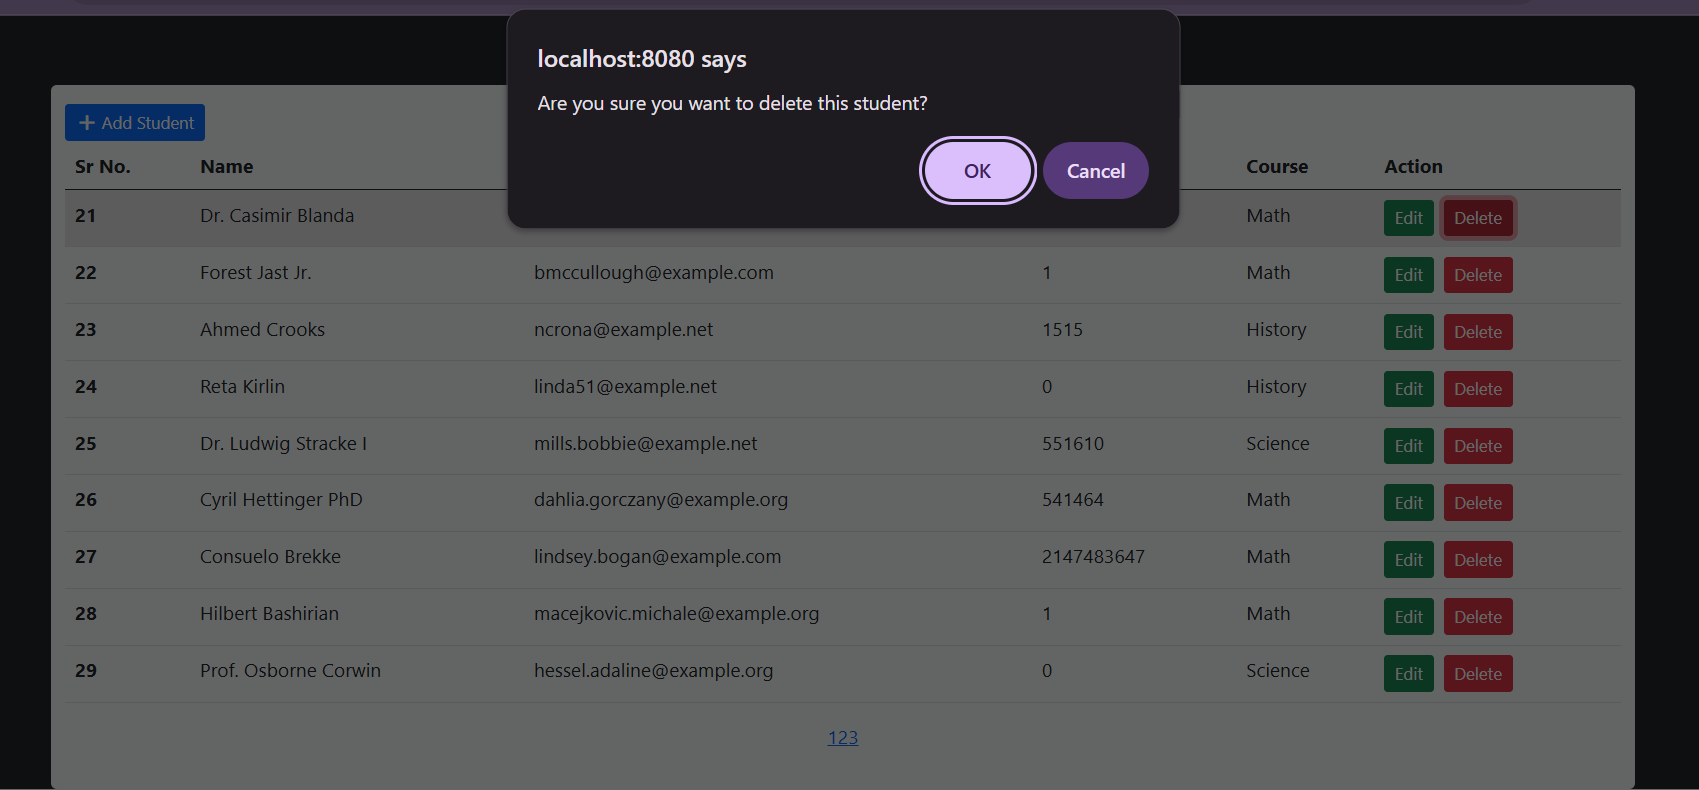 localhost:8080 says
Are you sure you want to delete this student?
OK Cancel
Add Student
Sr No. Name Course Action
21 Dr. Casimir Blanda Math Edit Delete
22 Forest Jast Jr. bmccullough@example.com 1 Math Edit Delete
23 Ahmed Crooks ncrona@example.net 1515 History Edit Delete
24 Reta Kirlin linda51@example.net 0 History Edit Delete
25 Dr. Ludwig Stracke I mills.bobbie@example.net 551610 Science Edit Delete
26 Cyril Hettinger PhD dahlia.gorczany@example.org 541464 Math Edit Delete
27 Consuelo Brekke lindsey.bogan@example.com 2147483647 Math Edit Delete
28 Hilbert Bashirian macejkovic.michale@example.org 1 Math Edit Delete
29 Prof. Osborne Corwin hessel.adaline@example.org 0 Science Edit Delete
123